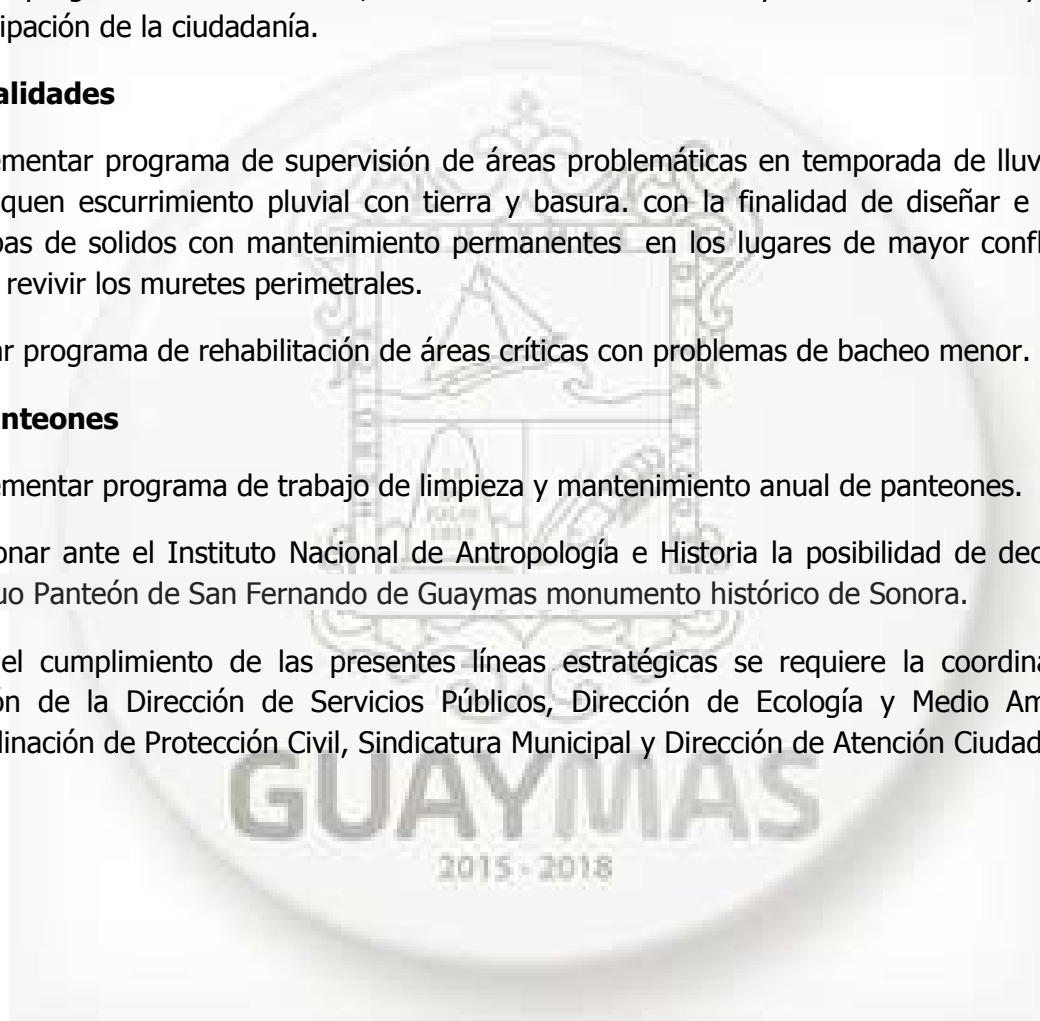 ipación de la ciudadanía.
alidades
ementar programa de supervisión de áreas problemáticas en temporada de lluv
quen escurrimiento pluvial con tierra y basura. con la finalidad de diseñar e
pas de solidos con mantenimiento permanentes en los lugares de mayor confl
revivir los muretes perimetrales.
ar programa de rehabilitación de áreas críticas con problemas de bacheo menor.
nteones
ementar programa de trabajo de limpieza y mantenimiento anual de panteones.
onar ante el Instituto Nacional de Antropología e Historia la posibilidad de dec
uo Panteón de San Fernando de Guaymas monumento histórico de Sonora.
el cumplimiento de las presentes líneas estratégicas se requiere la coordina
ón de la Dirección de Servicios Públicos, Dirección de Ecología y Medio Am
dinación de Protección Civil, Sindicatura Municipal y Dirección de Atención Ciudad
GUAYMAS
2015 - 2018